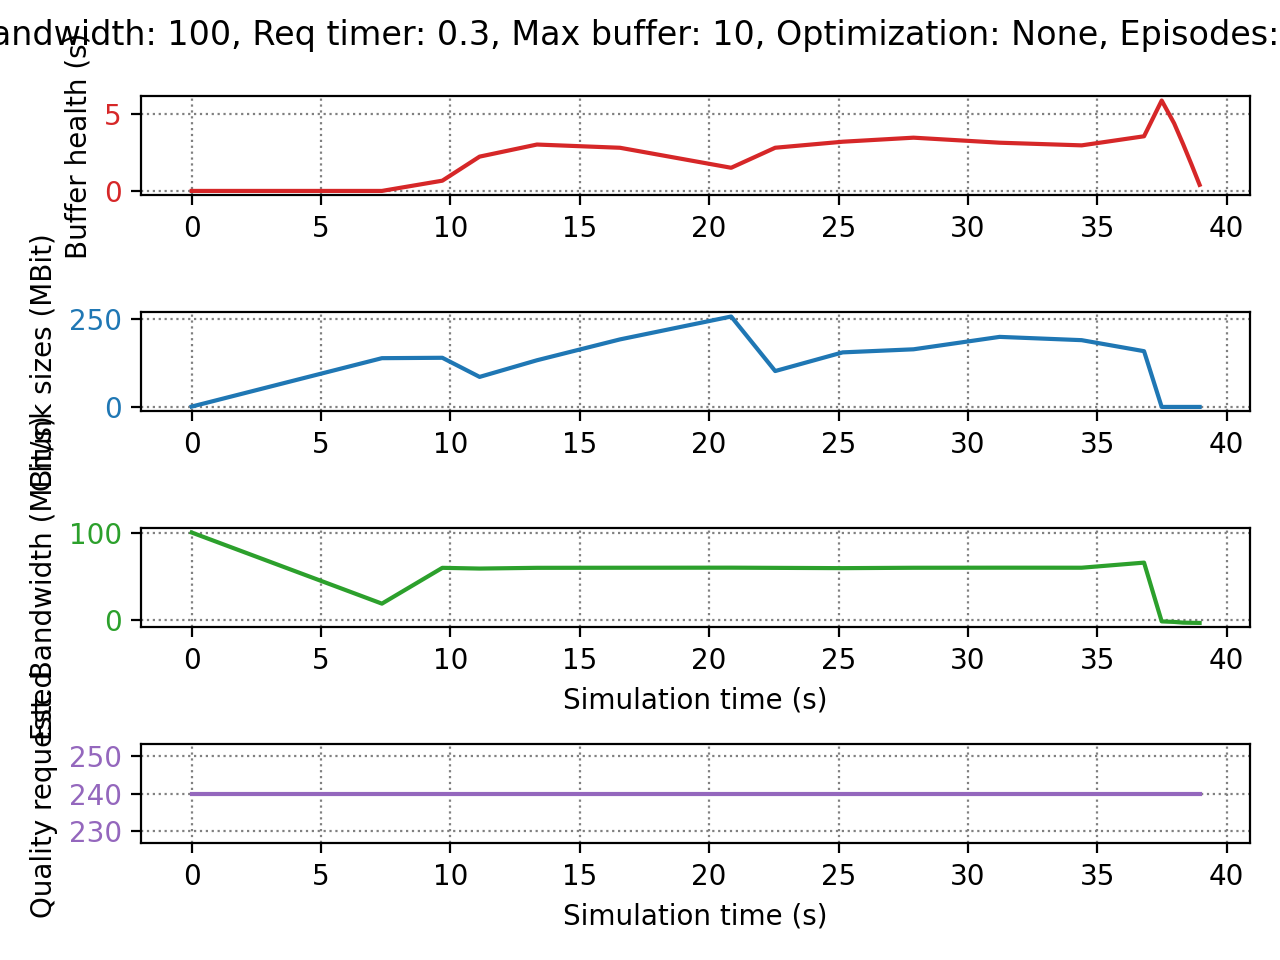 andwidth: 100, Req timer: 0.3, Max buffer: 10, Optimization: None, Episodes:
Buffer health (s)
5
0
0 5 10 15 20 25 30 35 40
sizes (MBit)
250
0
0 5 10 15 20 25 30 35 40
Bandwidth (MBit/s)
100
0
0 5 10 15 20 25 30 35 40
Simulation time (s)
Quality requested
250
240
230
0 5 10 15 20 25 30 35 40
Simulation time (s)